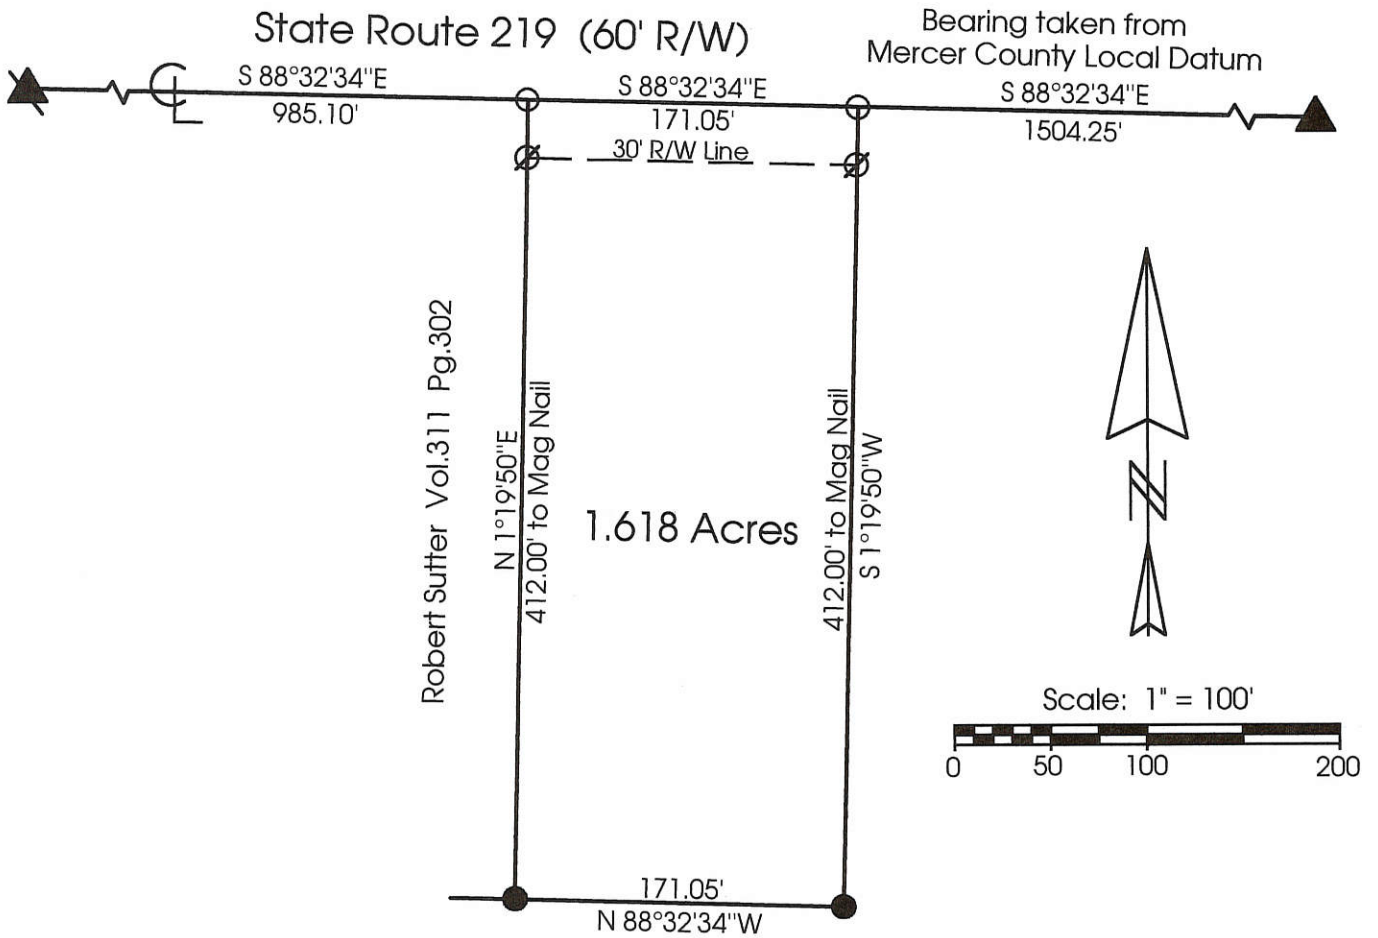 State Route 219 (60' R/W)
Bearing taken from
Mercer County Local Datum
S 88°32'34"E
985.10'
S 88°32'34"E
171.05'
S 88°32'34"E
1504.25'
CL
30' R/W Line
Robert Sutter Vol.311 Pg.302
N 1°19'50"E
412.00' to Mag Nail
1.618 Acres
412.00' to Mag Nail
S 1°19'50"W
N
Scale: 1" = 100'
0 50 100 200
171.05'
N 88°32'34"W